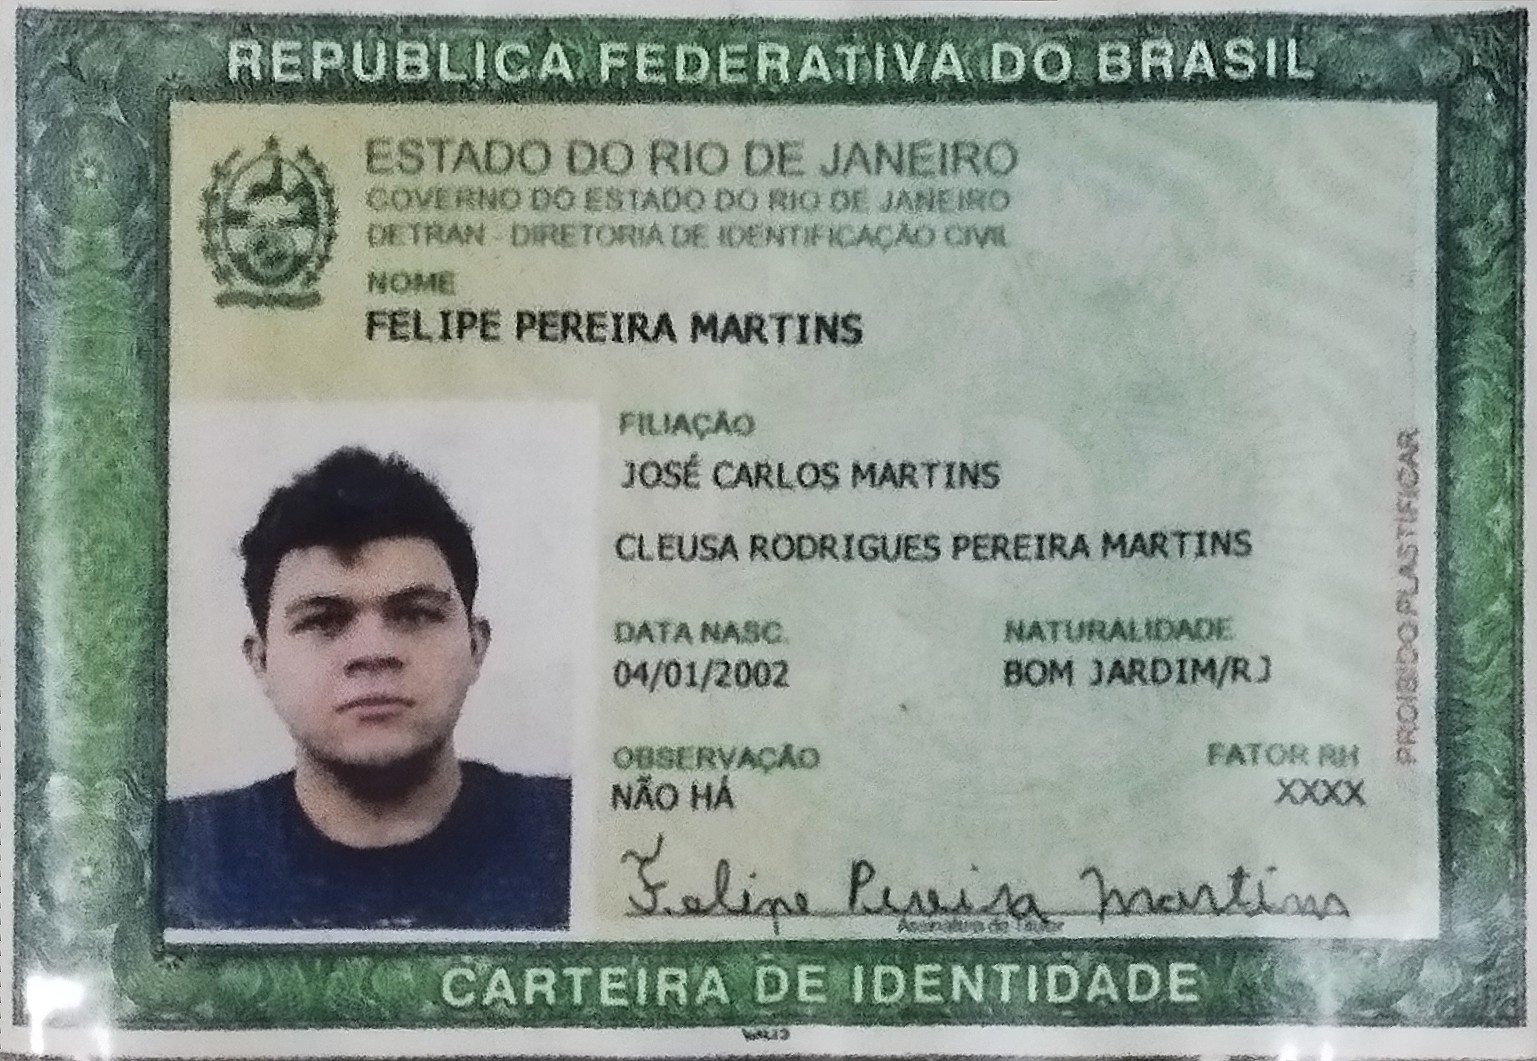 REPÚBLICA FEDERATIVA DO BRASIL
ESTADO DO RIO DE JANEIRO
GOVERNO DO ESTADO DO RIO DE JANEIRO
DETRAN - DIRETORIA DE IDENTIFICAÇÃO CIVIL
NOME
FELIPE PEREIRA MARTINS
FILIAÇÃO
JOSÉ CARLOS MARTINS
CLEUSA RODRIGUES PEREIRA MARTINS
DATA NASC.
NATURALIDADE
04/01/2002
BOM JARDIM/RJ
OBSERVAÇÃO
FATOR RH
NÃO HÁ
XXXX
Felipe Pereira Martins
Assinatura do Titular
PROIBIDO PLASTIFICAR
CARTEIRA DE IDENTIDADE